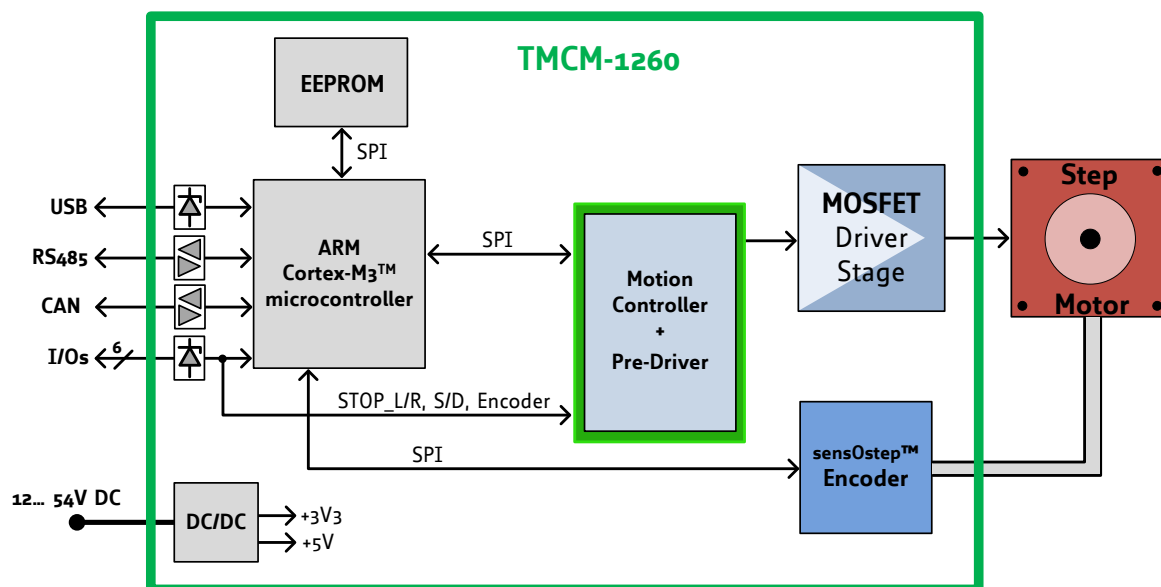 TMCM-1260
EEPROM
SPI
USB
RS485
CAN
I/Os
6
ARM
Cortex-M3™
microcontroller
SPI
Motion
Controller
+
Pre-Driver
MOSFET
Driver
Stage
Step
Motor
STOP_L/R, S/D, Encoder
SPI
sensOstep™
Encoder
12... 54V DC
DC/DC
+3V3
+5V